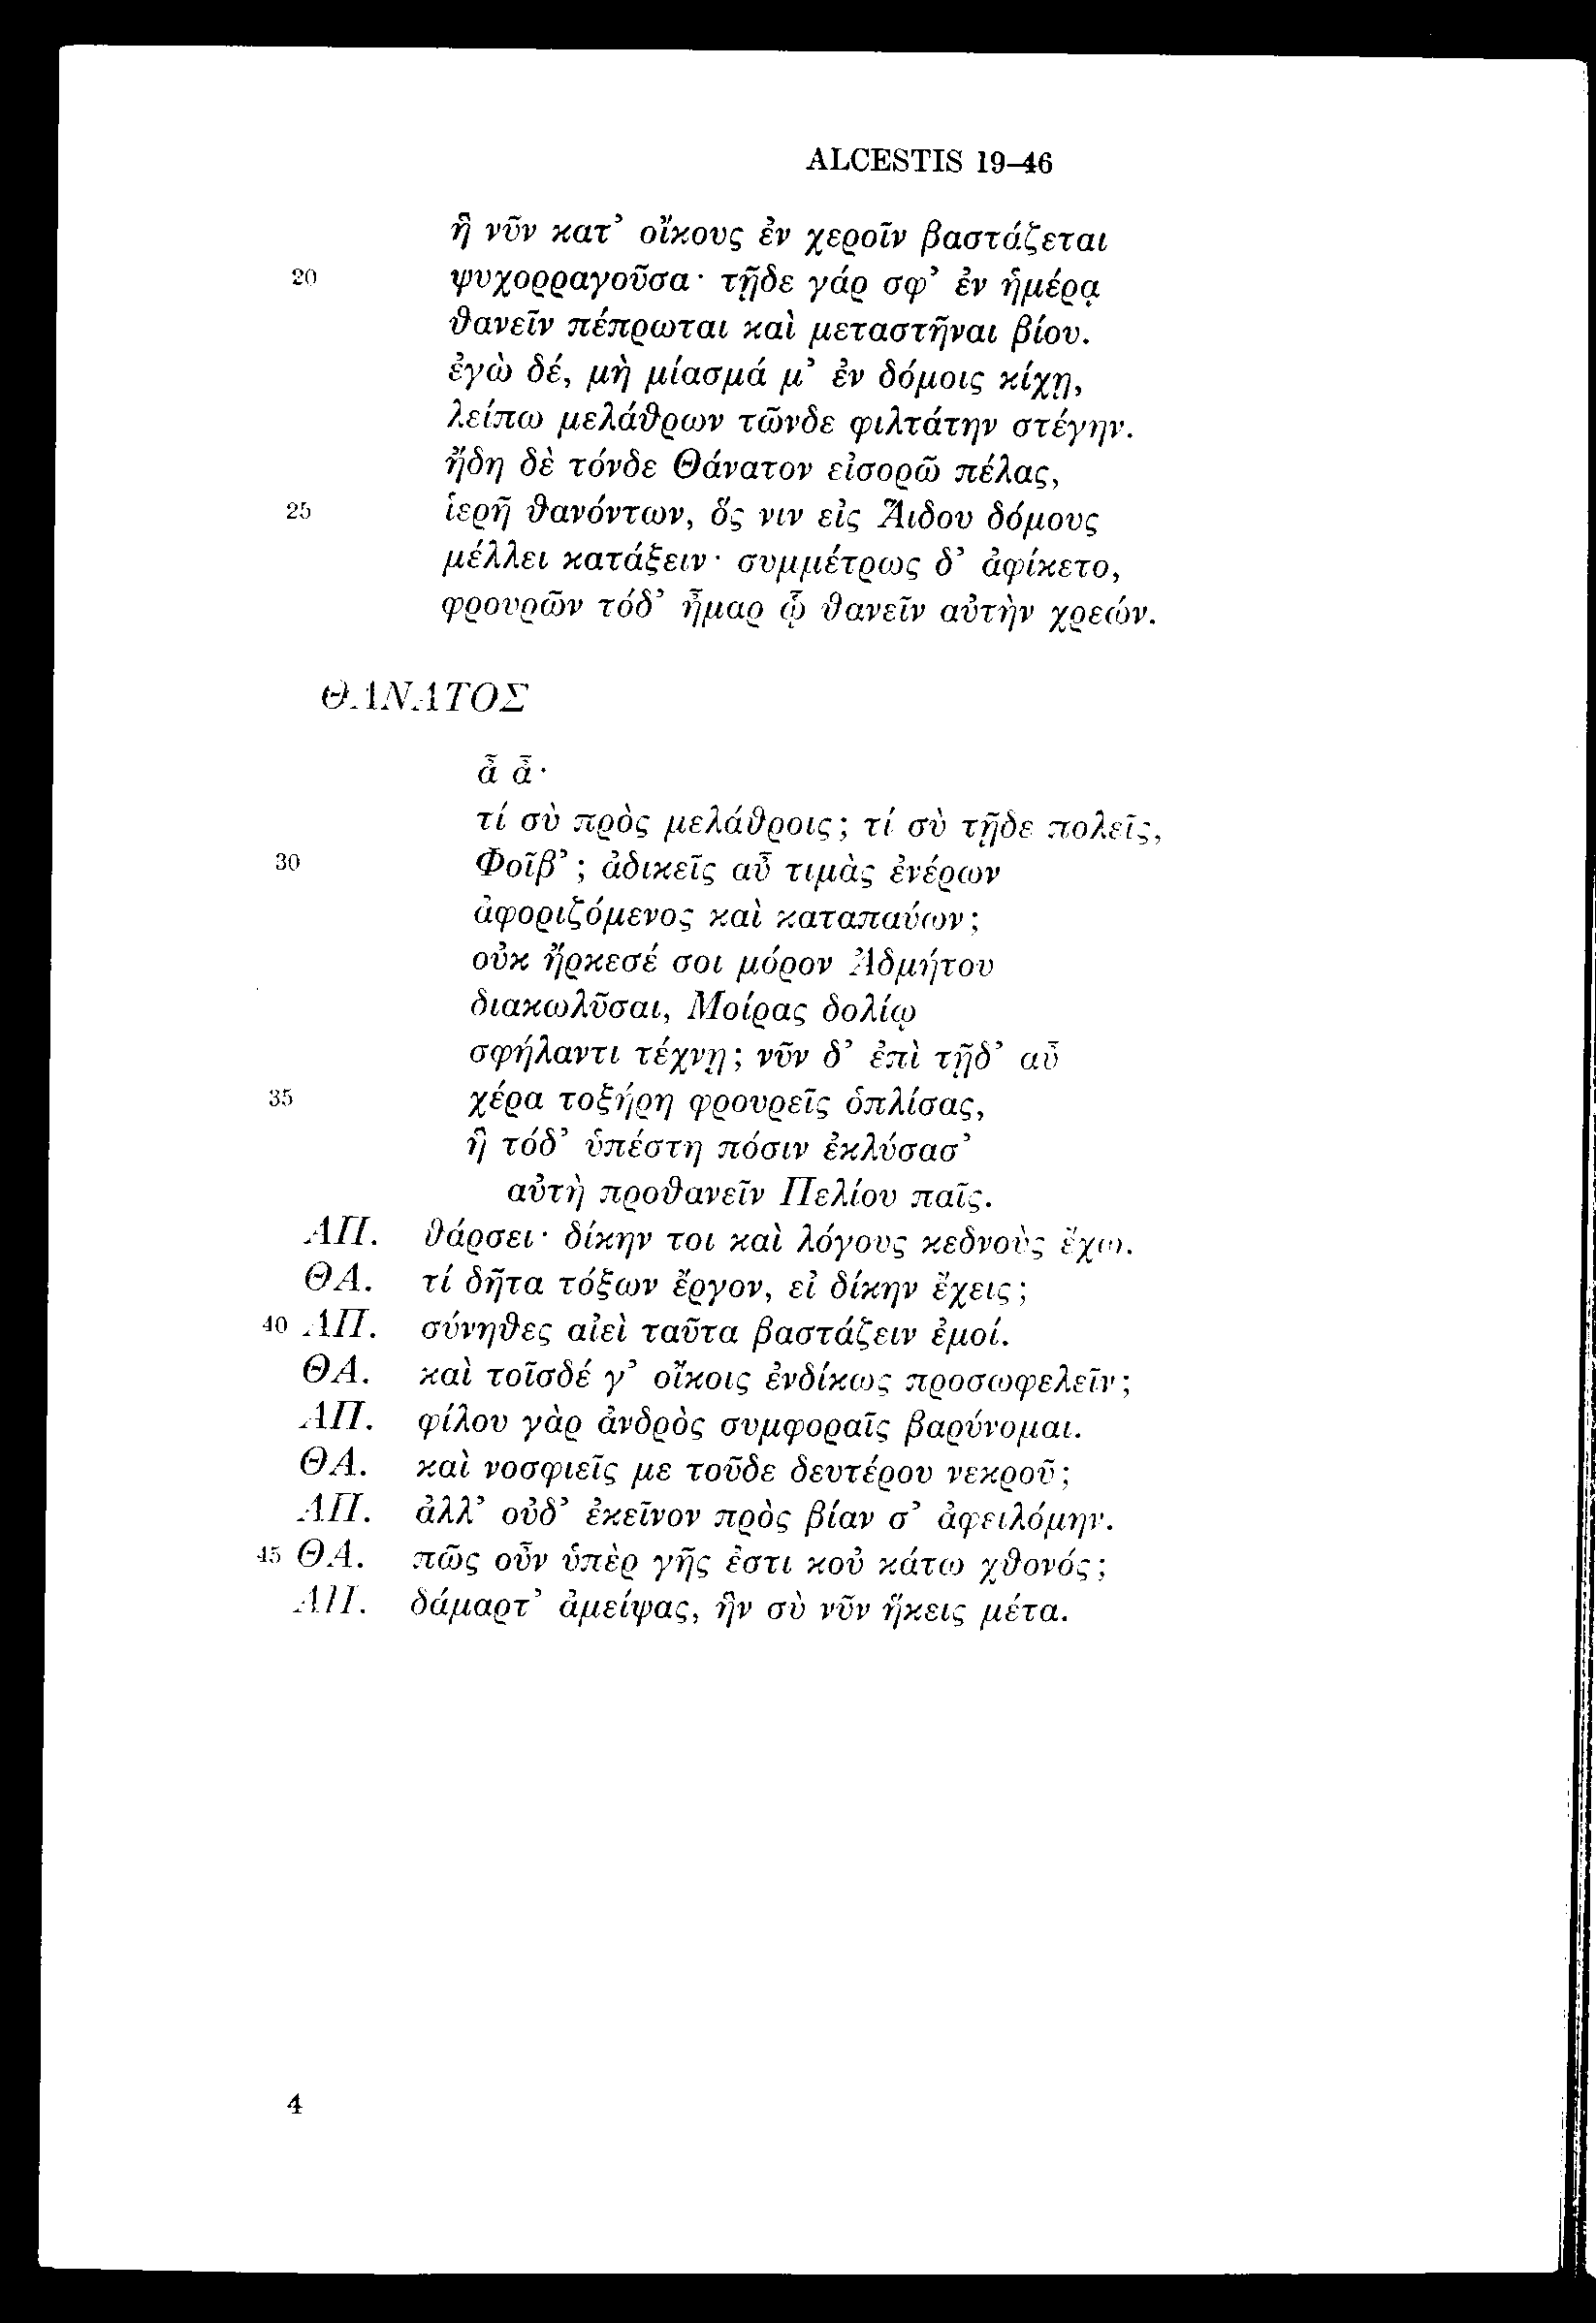 ALCESTIS 19–46
ἣ νῦν κατ’ οἴκους ἐν χεροῖν βαστάζεται
20 ψυχορραγοῦσα· τῇδε γάρ σφ’ ἐν ἡμέρᾳ
θανεῖν πέπρωται καὶ μεταστῆναι βίου.
ἐγὼ δέ, μὴ μίασμά μ’ ἐν δόμοις κίχῃ,
λείπω μελάθρων τῶνδε φιλτάτην στέγην.
ἤδη δὲ τόνδε Θάνατον εἰσορῶ πέλας,
25 ἱερῆ θανόντων, ὅς νιν εἰς Ἅιδου δόμους
μέλλει κατάξειν· συμμέτρως δ’ ἀφίκετο,
φρουρῶν τόδ’ ἦμαρ ᾧ θανεῖν αὐτὴν χρεών.
ΘΑΝΑΤΟΣ
ἆ ἆ·
τί σὺ πρὸς μελάθροις; τί σὺ τῇδε πολεῖς,
30 Φοῖβ’; ἀδικεῖς αὖ τιμὰς ἐνέρων
ἀφοριζόμενος καὶ καταπαύων;
οὐκ ἤρκεσέ σοι μόρον Ἀδμήτου
διακωλῦσαι, Μοίρας δολίῳ
σφήλαντι τέχνῃ; νῦν δ’ ἐπὶ τῇδ’ αὖ
35 χέρα τοξήρη φρουρεῖς ὁπλίσας,
ἣ τόδ’ ὑπέστη πόσιν ἐκλύσασ’
αὐτὴ προθανεῖν Πελίου παῖς.
ΑΠ. θάρσει· δίκην τοι καὶ λόγους κεδνοὺς ἔχω.
ΘΑ. τί δῆτα τόξων ἔργον, εἰ δίκην ἔχεις;
40 ΑΠ. σύνηθες αἰεὶ ταῦτα βαστάζειν ἐμοί.
ΘΑ. καὶ τοῖσδέ γ’ οἴκοις ἐνδίκως προσωφελεῖν;
ΑΠ. φίλου γὰρ ἀνδρὸς συμφοραῖς βαρύνομαι.
ΘΑ. καὶ νοσφιεῖς με τοῦδε δευτέρου νεκροῦ;
ΑΠ. ἀλλ’ οὐδ’ ἐκεῖνον πρὸς βίαν σ’ ἀφειλόμην.
45 ΘΑ. πῶς οὖν ὑπὲρ γῆς ἐστι κοὐ κάτω χθονός;
ΑΠ. δάμαρτ’ ἀμείψας, ἣν σὺ νῦν ἥκεις μέτα.
4